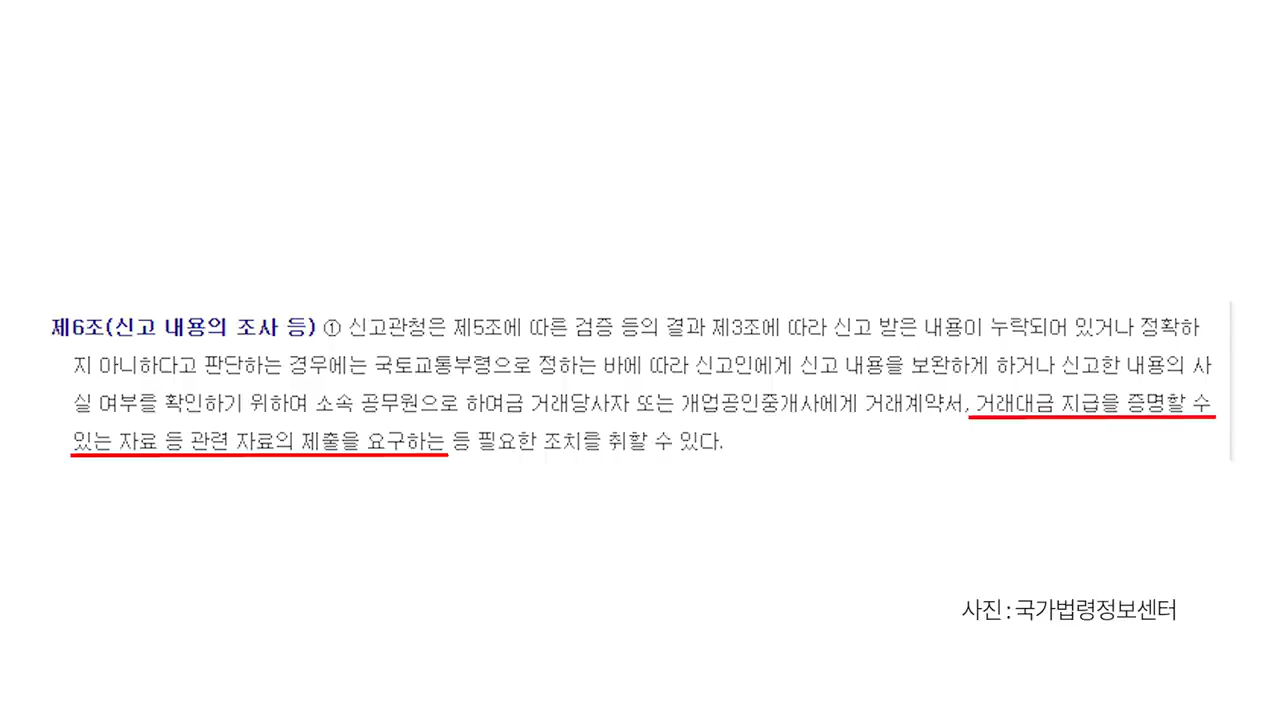 제6조(신고 내용의 조사 등) ① 신고관청은 제5조에 따른 검증 등의 결과 제3조에 따라 신고 받은 내용이 누락되어 있거나 정확하
지 아니하다고 판단하는 경우에는 국토교통부령으로 정하는 바에 따라 신고인에게 신고 내용을 보완하게 하거나 신고한 내용의 사
실 여부를 확인하기 위하여 소속 공무원으로 하여금 거래당사자 또는 개업공인중개사에게 거래계약서, 거래대금 지급을 증명할 수
있는 자료 등 관련 자료의 제출을 요구하는 등 필요한 조치를 취할 수 있다.
사진 : 국가법령정보센터